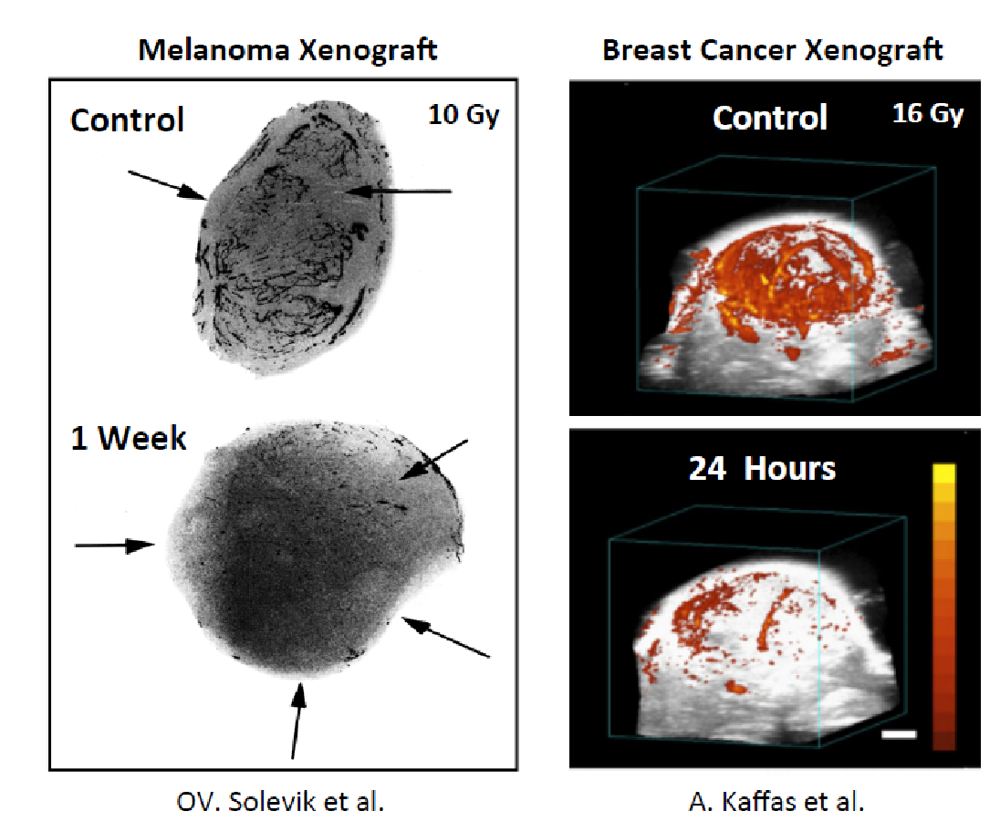 Melanoma Xenograft
Control
10 Gy
1 Week
OV. Solevik et al.
Breast Cancer Xenograft
Control
16 Gy
24 Hours
A. Kaffas et al.